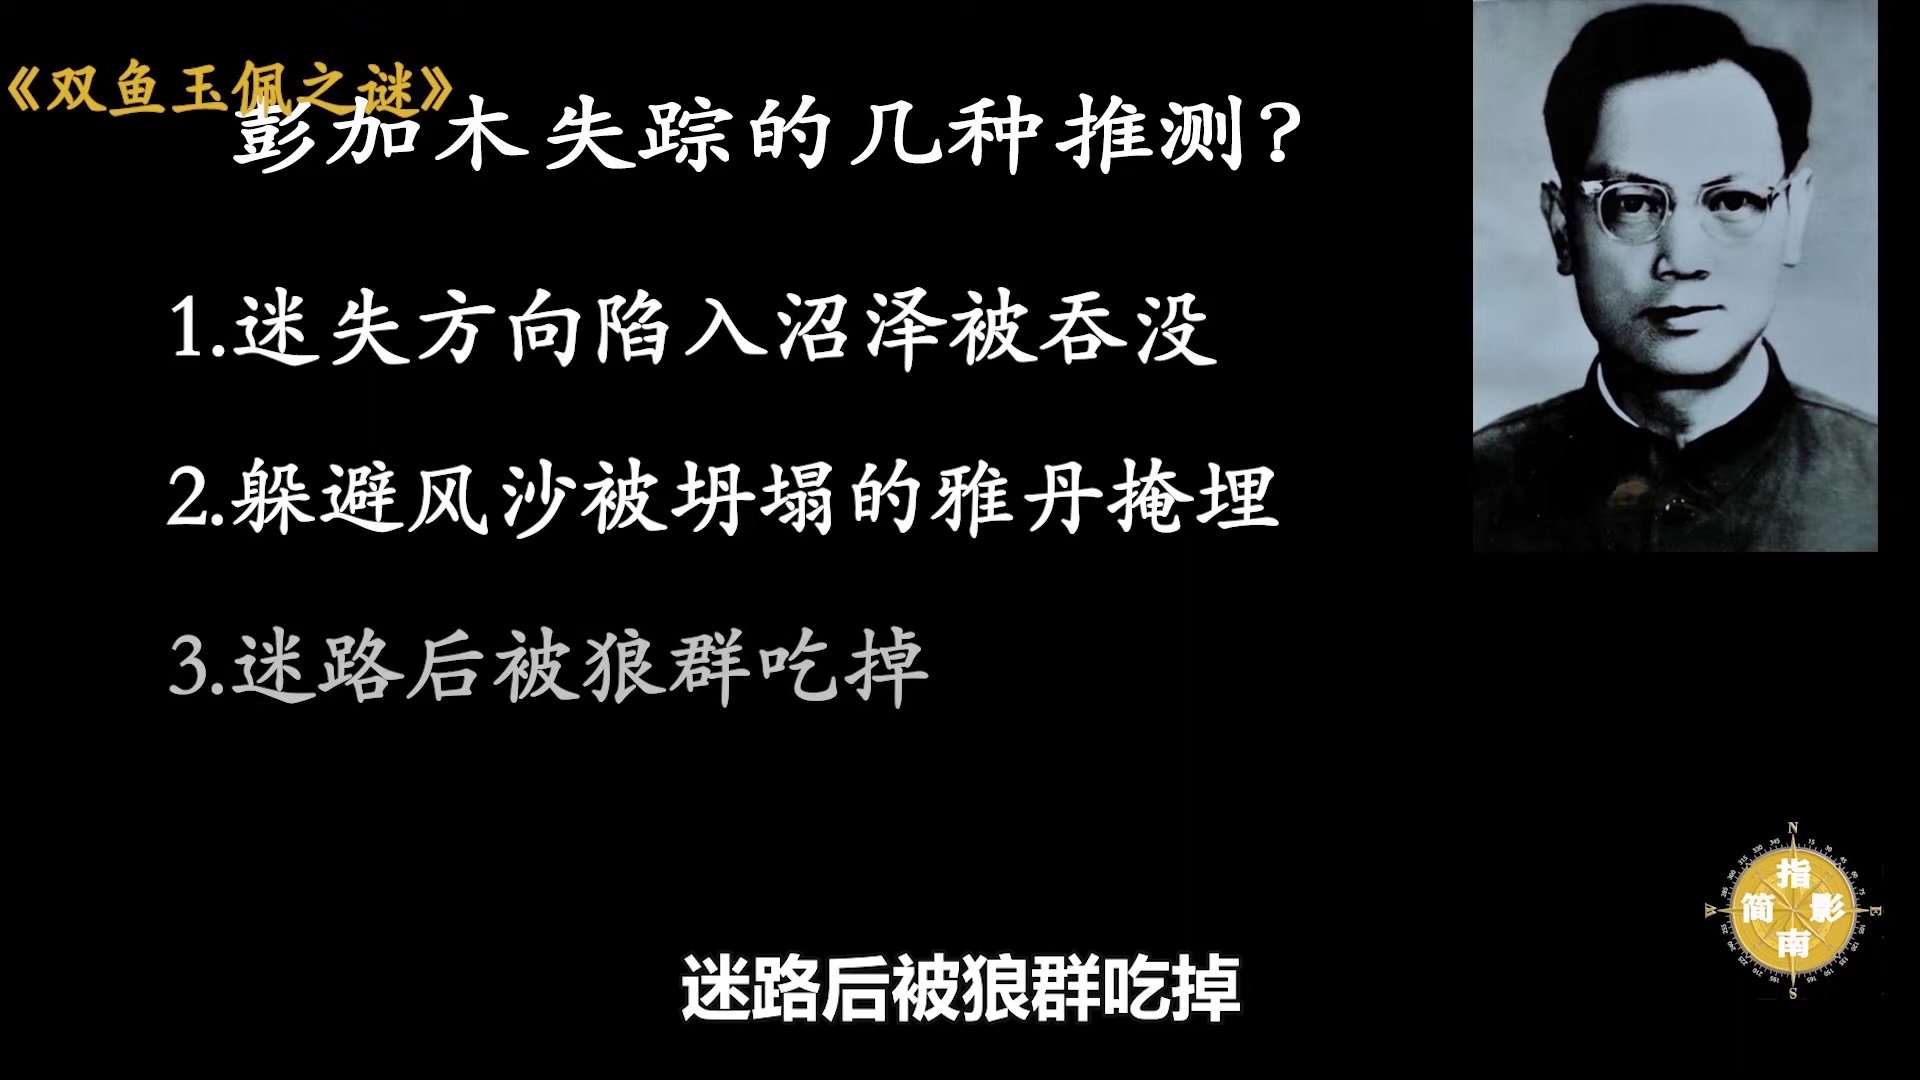 《双鱼玉佩之谜》
彭加木失踪的几种推测?
1.迷失方向陷入沼泽被吞没
2.躲避风沙被坍塌的雅丹掩埋
3.迷路后被狼群吃掉
N
指
简 影
W E
南
S
迷路后被狼群吃掉